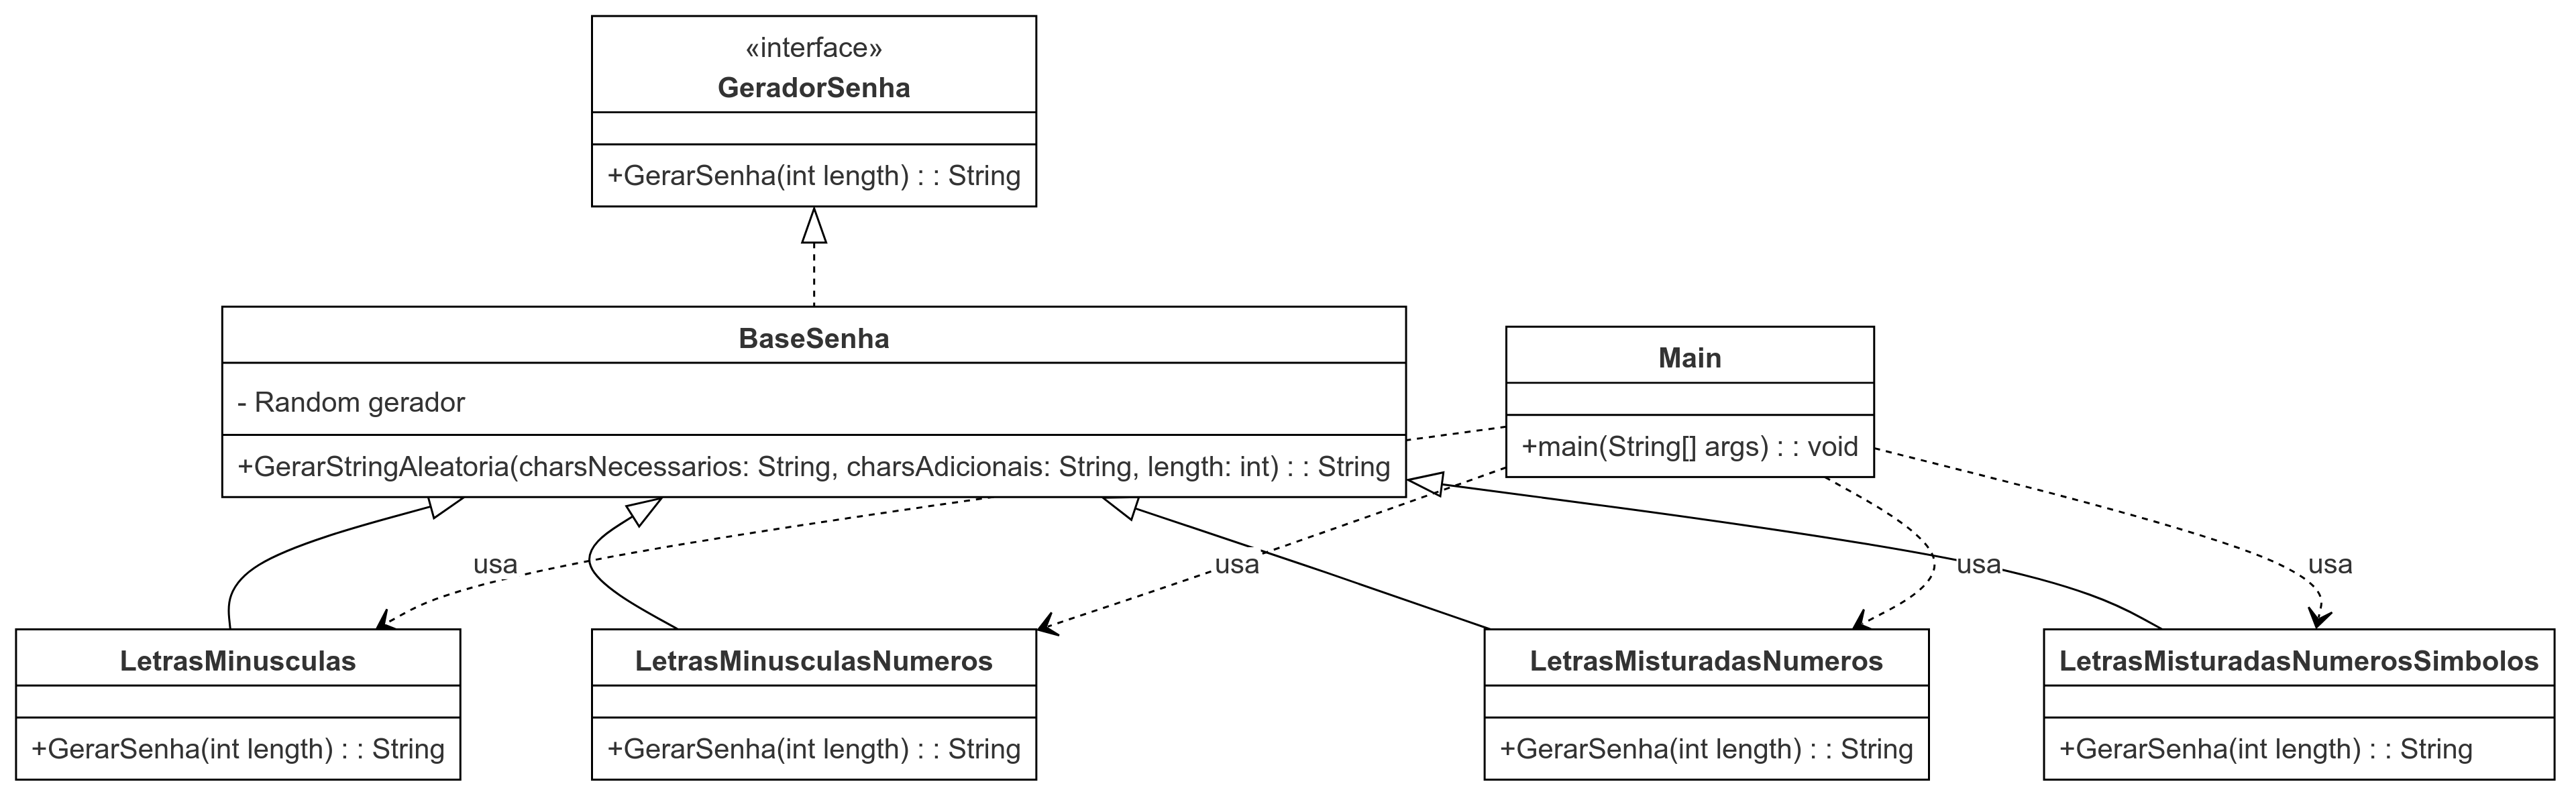 «interface»
GeradorSenha
+GerarSenha(int length) : : String
BaseSenha
- Random gerador
+GerarStringAleatoria(charsNecessarios: String, charsAdicionais: String, length: int) : : String
Main
+main(String[] args) : : void
usa
usa
usa
usa
LetrasMinusculas
+GerarSenha(int length) : : String
LetrasMinusculasNumeros
+GerarSenha(int length) : : String
LetrasMisturadasNumeros
+GerarSenha(int length) : : String
LetrasMisturadasNumerosSimbolos
+GerarSenha(int length) : : String